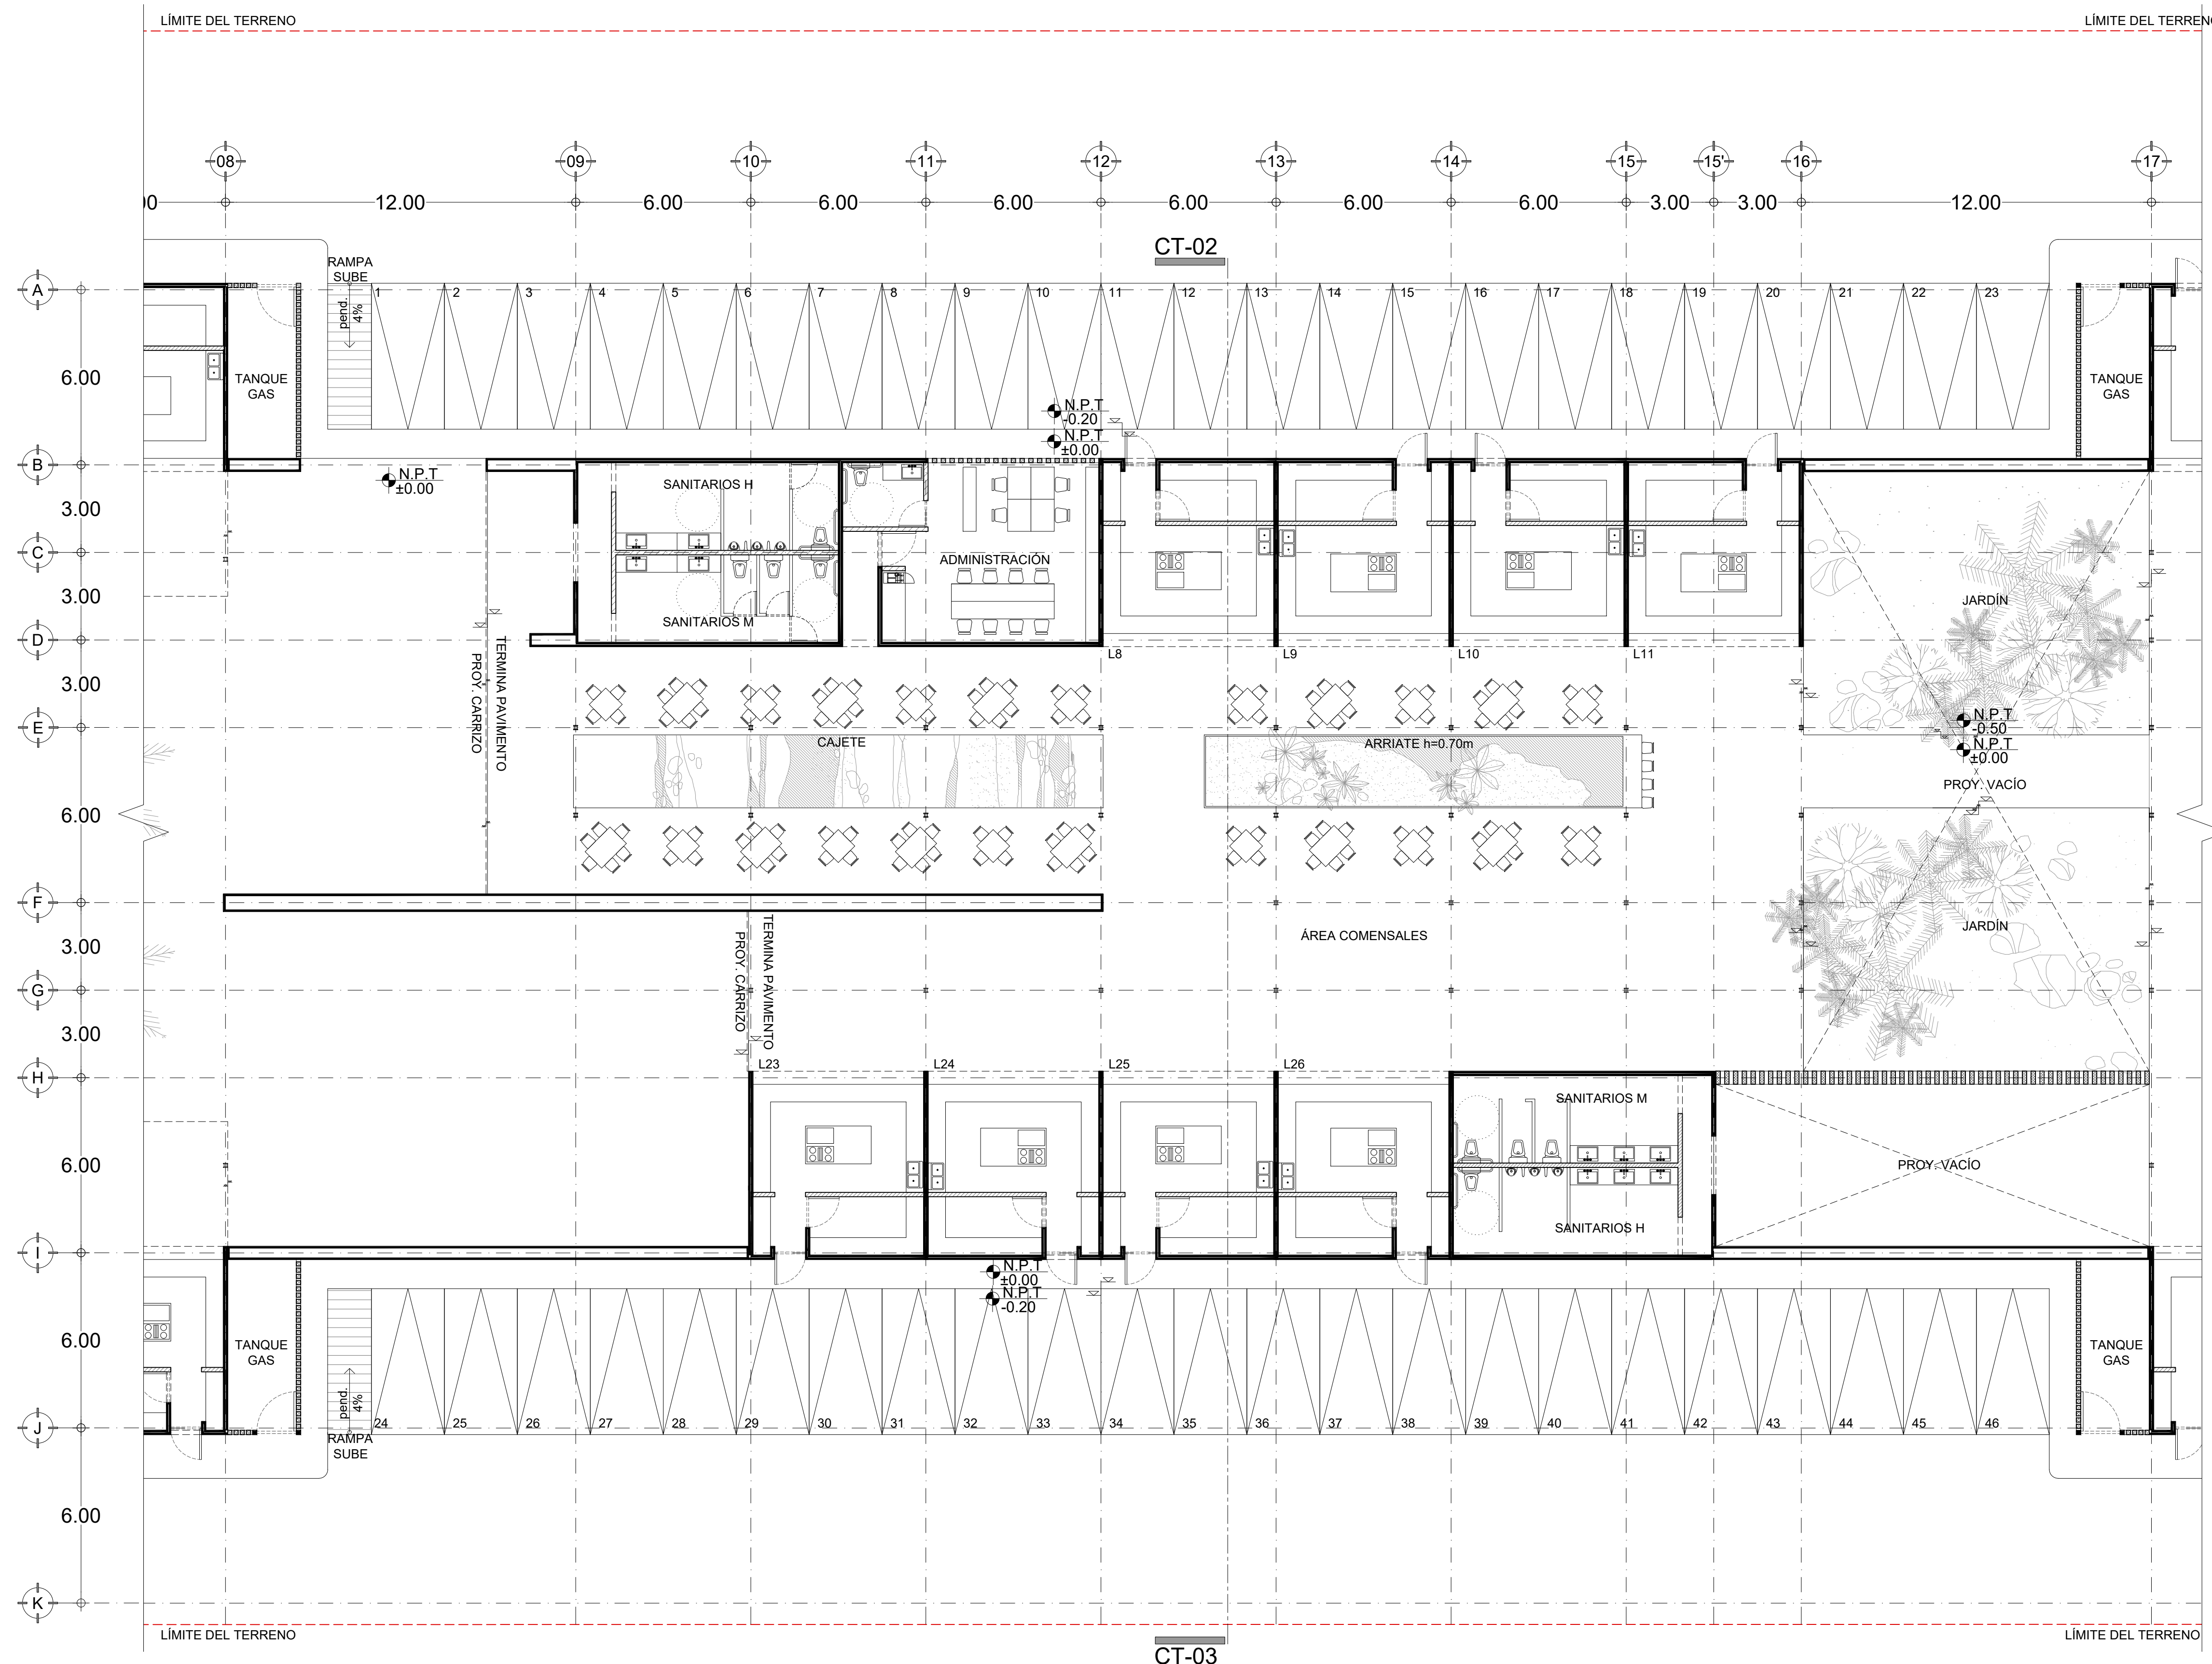 LÍMITE DEL TERRENO
LÍMITE DEL TERRENO
08
09
10
11
12
13
14
15
15'
16
17
00
12.00
6.00
6.00
6.00
6.00
6.00
6.00
3.00
3.00
12.00
CT-02
RAMPA
SUBE
A
1
2
3
4
5
6
7
8
9
10
11
12
13
14
15
16
17
18
19
20
21
22
23
pend.
4%
6.00
TANQUE
GAS
TANQUE
GAS
N.P.T
-0.20
N.P.T
±0.00
B
N.P.T
±0.00
SANITARIOS H
3.00
C
ADMINISTRACIÓN
3.00
JARDÍN
SANITARIOS M
D
TERMINA PAVIMENTO
PROY. CARRIZO
L8
L9
L10
L11
3.00
E
N.P.T
-0.50
N.P.T
±0.00
CAJETE
ARRIATE h=0.70m
PROY. VACÍO
6.00
F
TERMINA PAVIMENTO
PROY. CARRIZO
ÁREA COMENSALES
JARDÍN
3.00
G
3.00
H
L23
L24
L25
L26
SANITARIOS M
6.00
PROY. VACÍO
SANITARIOS H
I
N.P.T
±0.00
N.P.T
-0.20
6.00
TANQUE
GAS
TANQUE
GAS
pend.
4%
J
24
25
26
27
28
29
30
31
32
33
34
35
36
37
38
39
40
41
42
43
44
45
46
RAMPA
SUBE
6.00
K
LÍMITE DEL TERRENO
LÍMITE DEL TERRENO
CT-03